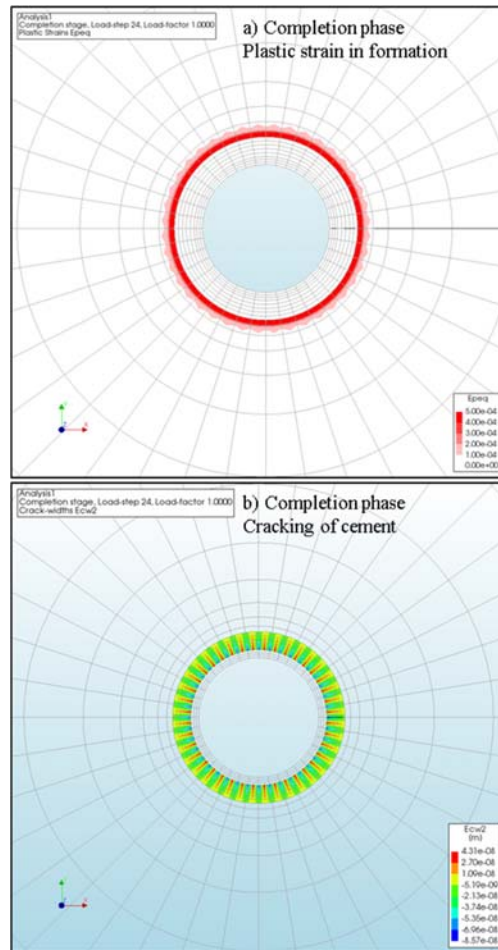 Analysis1
Completion stage, Load-step 24, Load-factor 1.0000
Plastic Strains Epeq
a) Completion phase
Plastic strain in formation
Epeq
5.00e-04
4.00e-04
3.00e-04
2.00e-04
1.00e-04
0.00e+00
Analysis1
Completion stage, Load-step 24, Load-factor 1.0000
Crack-widths Ecw2
b) Completion phase
Cracking of cement
Ecw2
(m)
4.31e-08
2.70e-08
1.09e-08
-5.19e-09
-2.13e-08
-3.74e-08
-5.35e-08
-6.96e-08
-8.57e-08